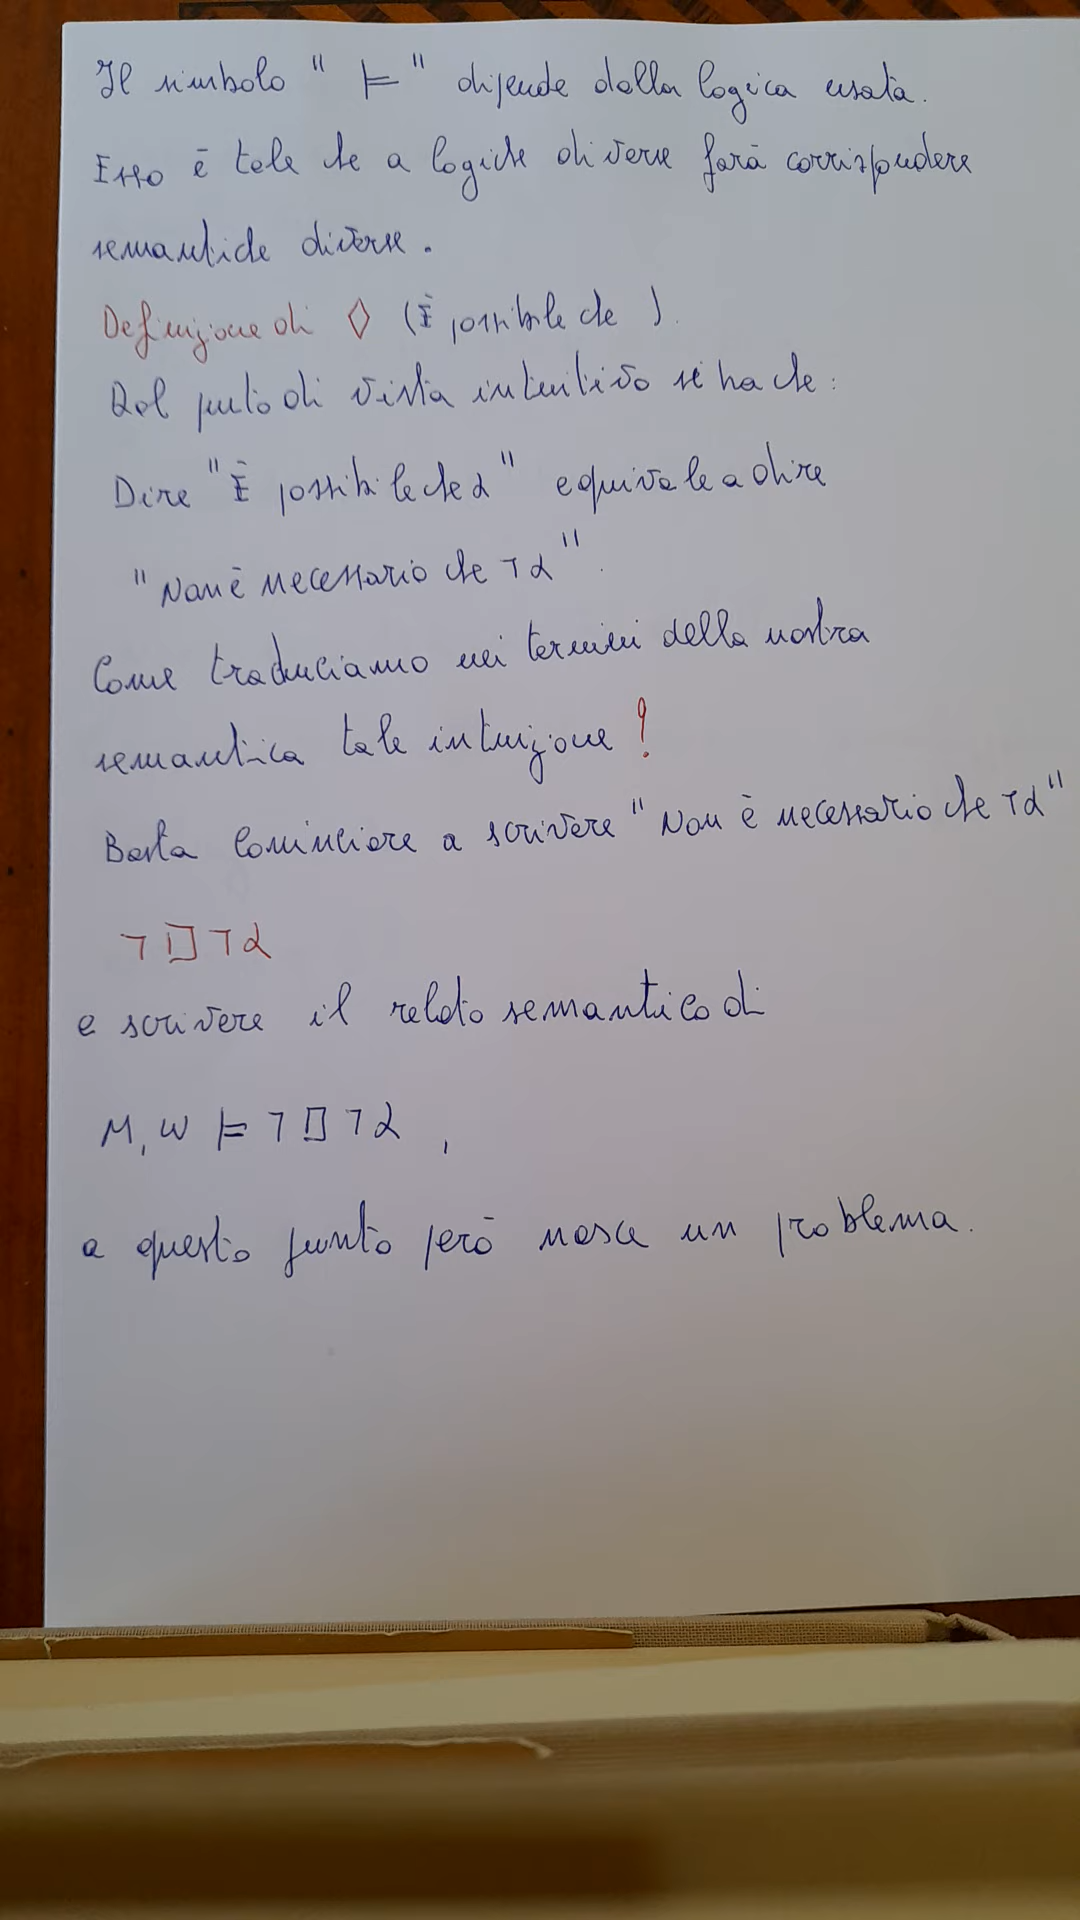 Il simbolo " ⊨ " dipende dalla logica usata.
Esso è tale che a logiche diverse farà corrispondere
semantiche diverse.
Definizione di ◊ (È possibile che ).
Dal punto di vista intuitivo si ha che:
Dire "È possibile che α" equivale a dire
"Non è necessario che ¬α".
Come traduciamo nei termini della nostra
semantica tale intuizione?
Basta cominciare a scrivere "Non è necessario che ¬α"
¬□¬α
e scrivere il relato semantico di
M, w ⊨ ¬□¬α ,
a questo punto però nasce un problema.